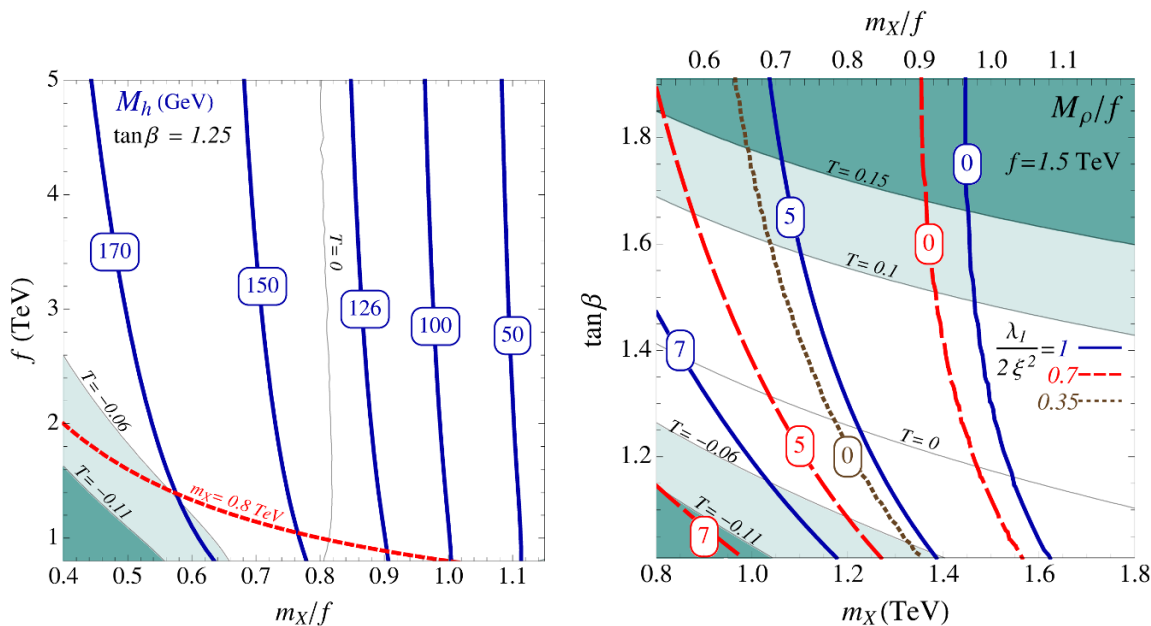 M_h (GeV)
tan β = 1.25
170
150
126
100
50
T=0
T=−0.06
T=−0.11
m_X=0.8 TeV
5
4
3
2
1
f (TeV)
0.4 0.5 0.6 0.7 0.8 0.9 1.0 1.1
m_X/f
m_X/f
0.6 0.7 0.8 0.9 1.0 1.1
M_ρ/f
f=1.5 TeV
T=0.15
T=0.1
T=0
T=−0.06
T=−0.11
0
5
0
7
5
0
7
λ_1/2ξ²=1
0.7
0.35
1.8
1.6
1.4
1.2
tan β
0.8 1.0 1.2 1.4 1.6 1.8
m_X (TeV)